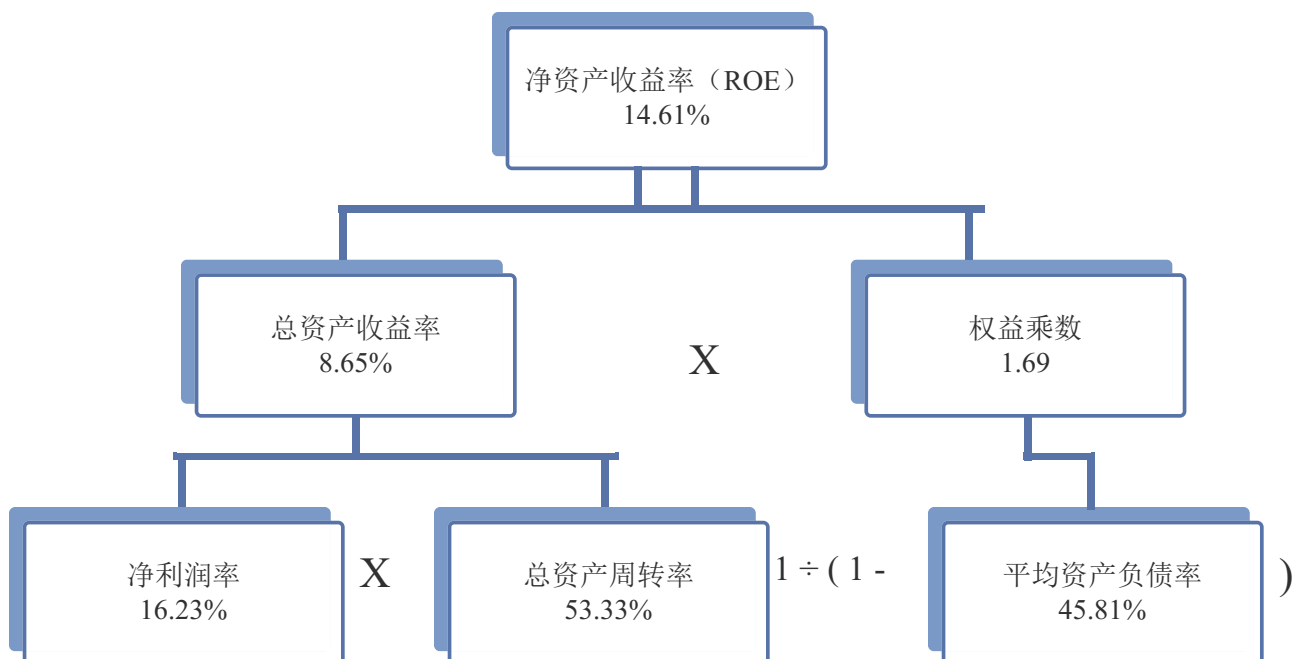 净资产收益率（ROE）
14.61%
总资产收益率
8.65%
X
权益乘数
1.69
净利润率
16.23%
X
总资产周转率
53.33%
1 ÷ ( 1 -
平均资产负债率
45.81%
)